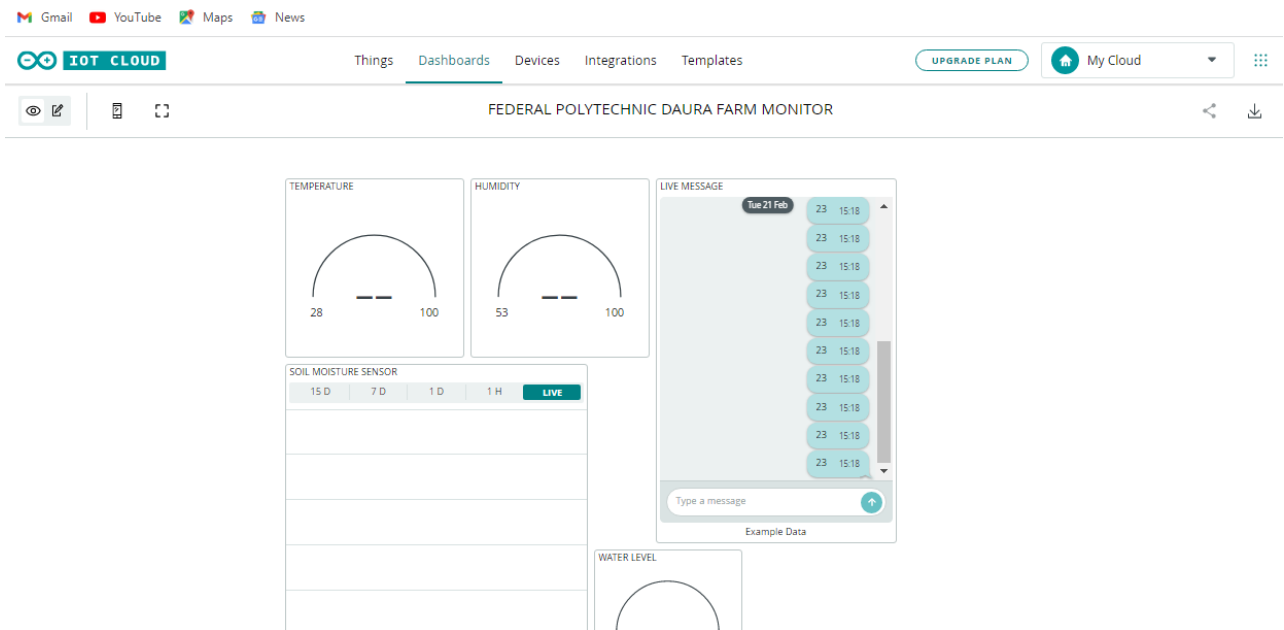 Gmail YouTube Maps News
IOT CLOUD Things Dashboards Devices Integrations Templates UPGRADE PLAN My Cloud
FEDERAL POLYTECHNIC DAURA FARM MONITOR
TEMPERATURE
-- 
28 100
HUMIDITY
--
53 100
LIVE MESSAGE
Tue 21 Feb
23 15:18
23 15:18
23 15:18
23 15:18
23 15:18
23 15:18
23 15:18
23 15:18
23 15:18
23 15:18
Type a message
Example Data
SOIL MOISTURE SENSOR
15 D 7 D 1 D 1 H LIVE
WATER LEVEL